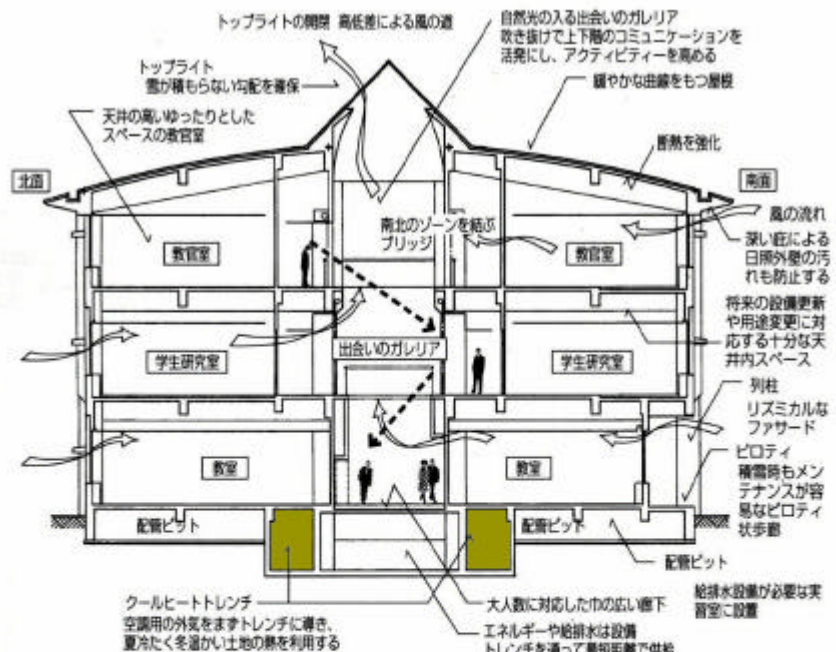 トップライトの開閉 高低差による風の道
自然光の入る出会いのガレリア
吹き抜けで上下階のコミュニケーションを
活発にし、アクティビティーを高める
トップライト
雪が積もらない勾配を確保
緩やかな曲線をもつ屋根
天井の高いゆったりとした
スペースの教官室
断熱を強化
北面
南面
風の流れ
南北のゾーンを結ぶ
ブリッジ
深い庇による
日照外壁の汚
れも防止する
教官室
教官室
将来の設備更新
や用途変更に対
応する十分な天
井内スペース
出会いのガレリア
学生研究室
学生研究室
列柱
リズミカルな
ファサード
ピロティ
積雪時もメン
テナンスが容
易なピロティ
状歩廊
教室
教室
配管ピット
配管ピット
配管ピット
クールヒートトレンチ
空調用の外気をまずトレンチに導き、
夏冷たく冬温かい土地の熱を利用する
大人数に対応した巾の広い廊下
給排水設備が必要な実
習室に設置
エネルギーや給排水は設備
トレンチを通って最短距離で供給